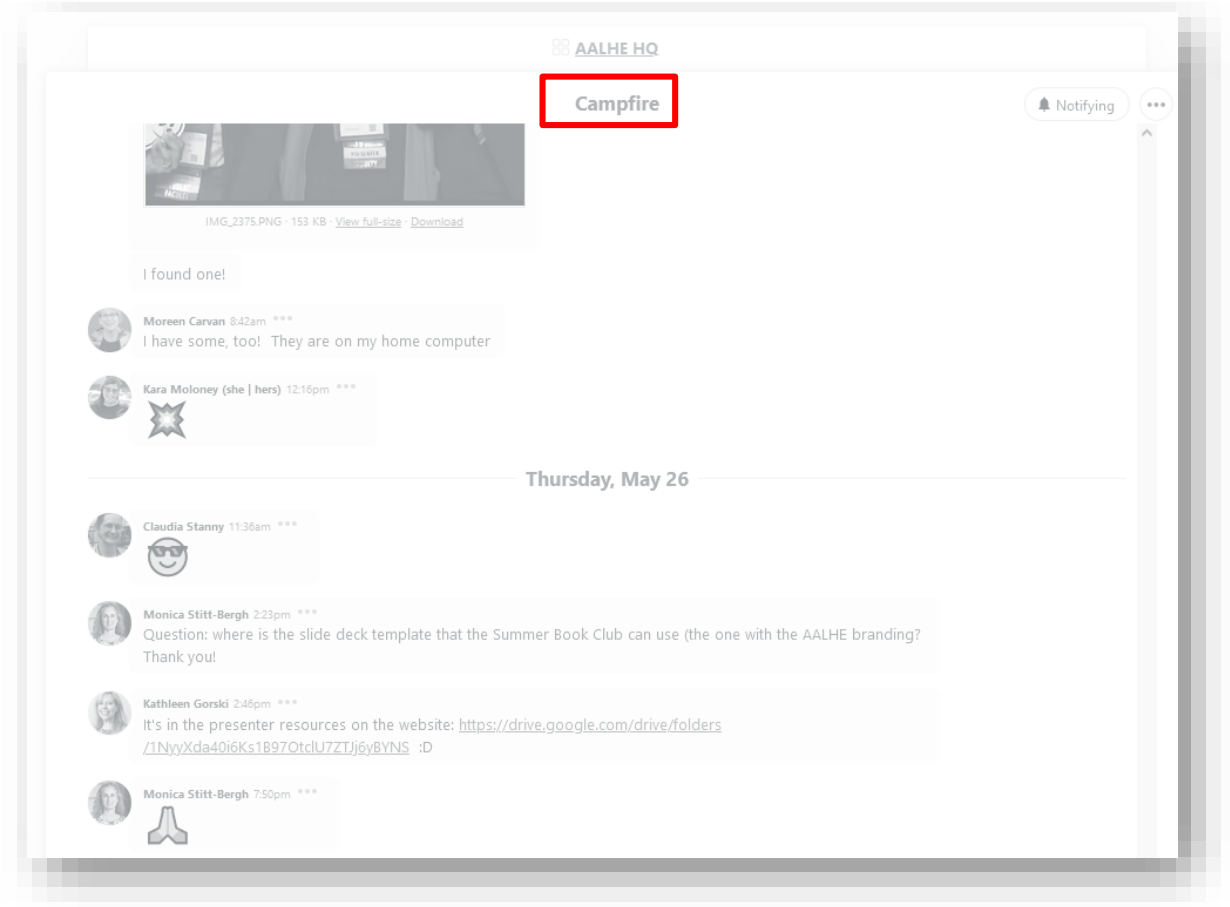 AALHE HQ
Campfire
Notifying
PRESENTER
IMG_2375.PNG · 153 KB · View full-size · Download
I found one!
Moreen Carvan 8:42am
I have some, too! They are on my home computer
Kara Moloney (she | hers) 12:16pm
Thursday, May 26
Claudia Stanny 11:36am
Monica Stitt-Bergh 2:23pm
Question: where is the slide deck template that the Summer Book Club can use (the one with the AALHE branding?
Thank you!
Kathleen Gorski 2:46pm
It's in the presenter resources on the website: https://drive.google.com/drive/folders
/1NyyXda40i6Ks1B97OtclU7ZTJj6yBYNS :D
Monica Stitt-Bergh 7:50pm